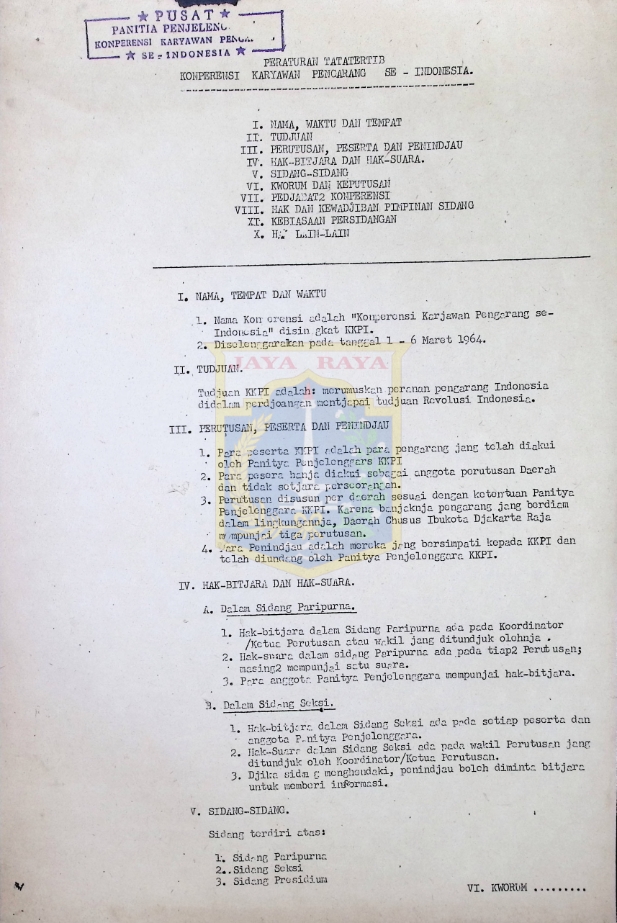 ★ PUSAT ★
PANITIA PENJELENG
KONPERENSI KARYAWAN PENGA
★ SE - INDONESIA ★
PERATURAN TATATERTIB
KONPERENSI KARYAWAN PENGARANG SE - INDONESIA.
I. NAMA, WAKTU DAN TEMPAT
II. TUDJUAN
III. PERUTUSAN, PESERTA DAN PENINDJAU
IV. HAK-BITJARA DAN HAK-SUARA.
V. SIDANG-SIDANG
VI. KWORUM DAN KEPUTUSAN
VII. PEDJABAT2 KONPERENSI
VIII. HAK DAN KEWADJIBAN PIMPINAN SIDANG
XI. KEBIASAAN PERSIDANGAN
X. HAL LAIN-LAIN
I. NAMA, TEMPAT DAN WAKTU
1. Nama Konperensi adalah "Konperensi Karjawan Pengarang se-
Indonesia" disin gkat KKPI.
2. Diselenggarakan pada tanggal 1 - 6 Maret 1964.
JAYA RAYA
II. TUDJUAN.
Tudjuan KKPI adalah: merumuskan peranan pengarang Indonesia
didalam perdjoangan mentjapai tudjuan Revolusi Indonesia.
III. PERUTUSAN, PESERTA DAN PENINDJAU
1. Para peserta KKPI adalah para pengarang jang telah diakui
oleh Panitya Penjelenggara KKPI
2. Para pesera hanja diakui sebagai anggota perutusan Daerah
dan tidak setjara perseorangan.
3. Perutusan disusun per daerah sesuai dengan ketentuan Panitya
Penjelenggara KKPI. Karena banjaknja pengarang jang berdiam
dalam lingkungannja, Daerah Chusus Ibukota Djakarta Raja
mempunjai tiga perutusan.
4. Para Penindjau adalah mereka jang bersimpati kepada KKPI dan
telah diundang oleh Panitya Penjelenggara KKPI.
IV. HAK-BITJARA DAN HAK-SUARA.
A. Dalam Sidang Paripurna.
1. Hak-bitjara dalam Sidang Paripurna ada pada Koordinator
/Ketua Perutusan atau wakil jang ditundjuk olehnja .
2. Hak-suara dalam sidang Paripurna ada pada tiap2 Perutusan;
masing2 mempunjai satu suara.
3. Para anggota Panitya Penjelenggara mempunjai hak-bitjara.
B. Dalam Sidang Seksi.
1. Hak-bitjara dalam Sidang Seksi ada pada setiap peserta dan
anggota Panitya Penjelenggara.
2. Hak-Suara dalam Sidang Seksi ada pada wakil Perutusan jang
ditundjuk oleh Koordinator/Ketua Perutusan.
3. Djika sidan g menghendaki, penindjau boleh diminta bitjara
untuk memberi informasi.
V. SIDANG-SIDANG.
Sidang terdiri atas:
1. Sidang Paripurna
2. Sidang Seksi
3. Sidang Presidium
VI. KWORUM .........